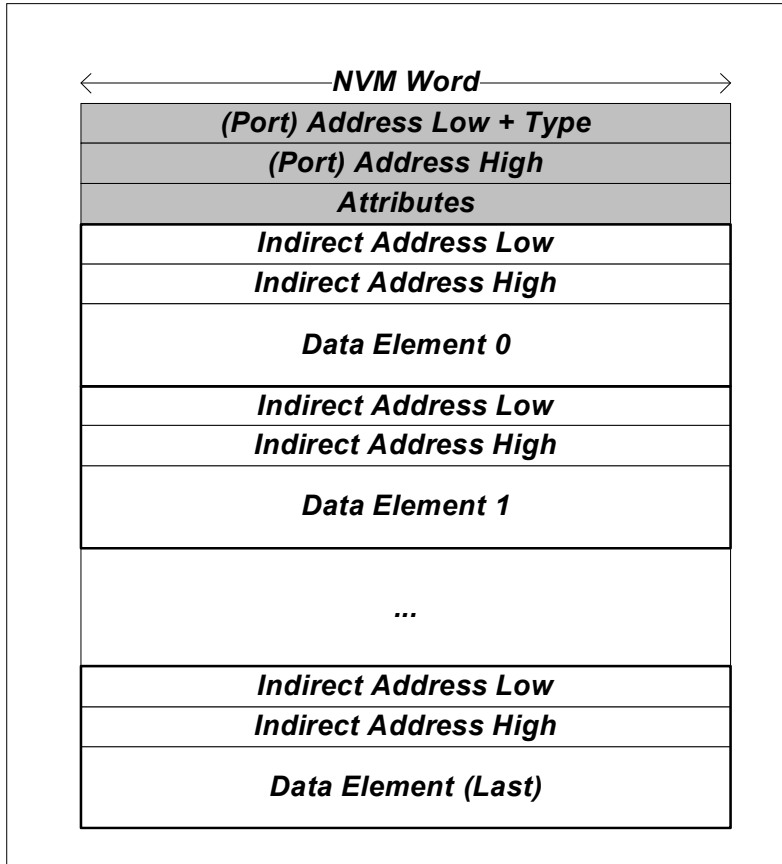 NVM Word
(Port) Address Low + Type
(Port) Address High
Attributes
Indirect Address Low
Indirect Address High
Data Element 0
Indirect Address Low
Indirect Address High
Data Element 1
...
Indirect Address Low
Indirect Address High
Data Element (Last)